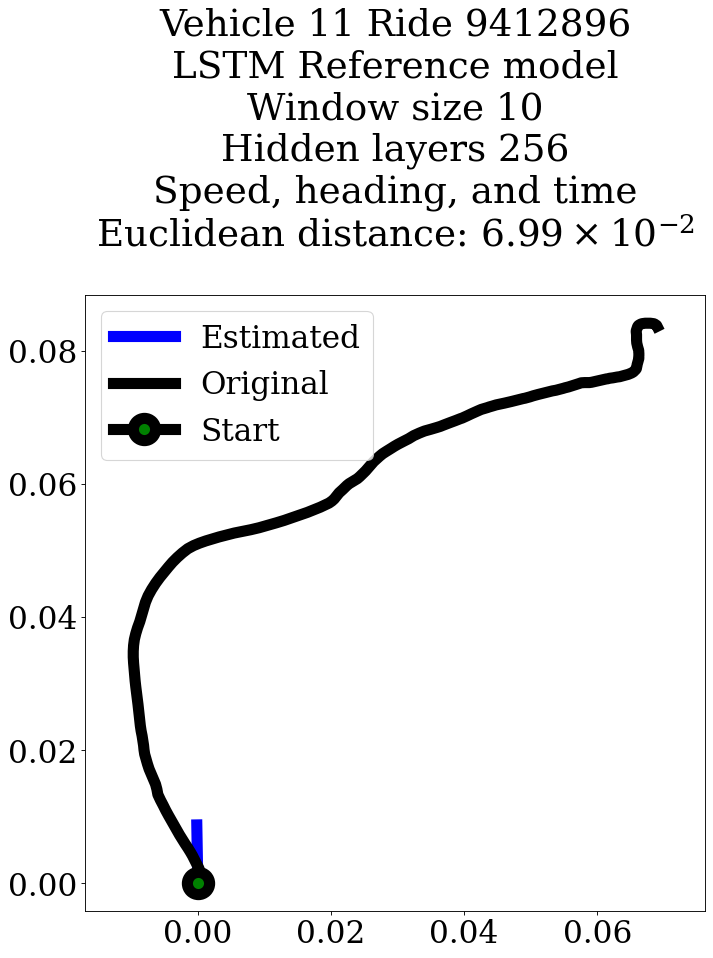 Vehicle 11 Ride 9412896
LSTM Reference model
Window size 10
Hidden layers 256
Speed, heading, and time
Euclidean distance: 6.99 × 10⁻²
Estimated
Original
Start
0.08
0.06
0.04
0.02
0.00
0.00 0.02 0.04 0.06